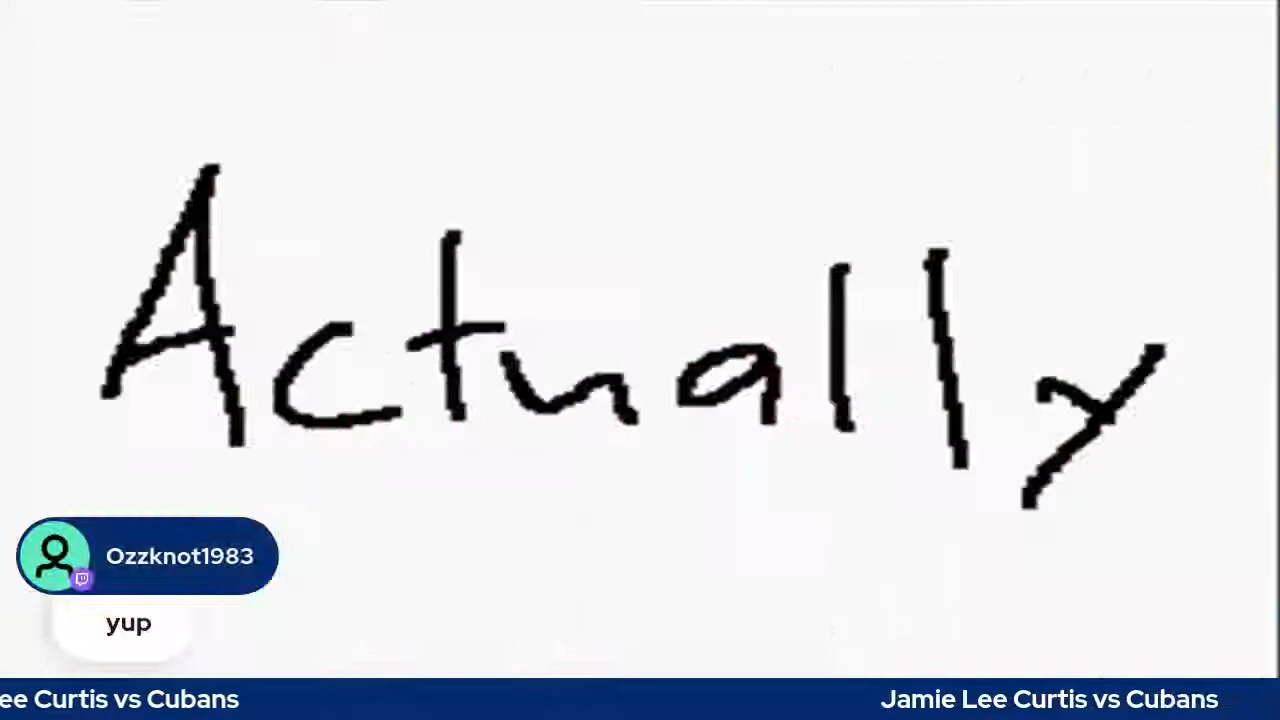 Actually
Ozzknot1983
yup
ee Curtis vs Cubans
Jamie Lee Curtis vs Cubans